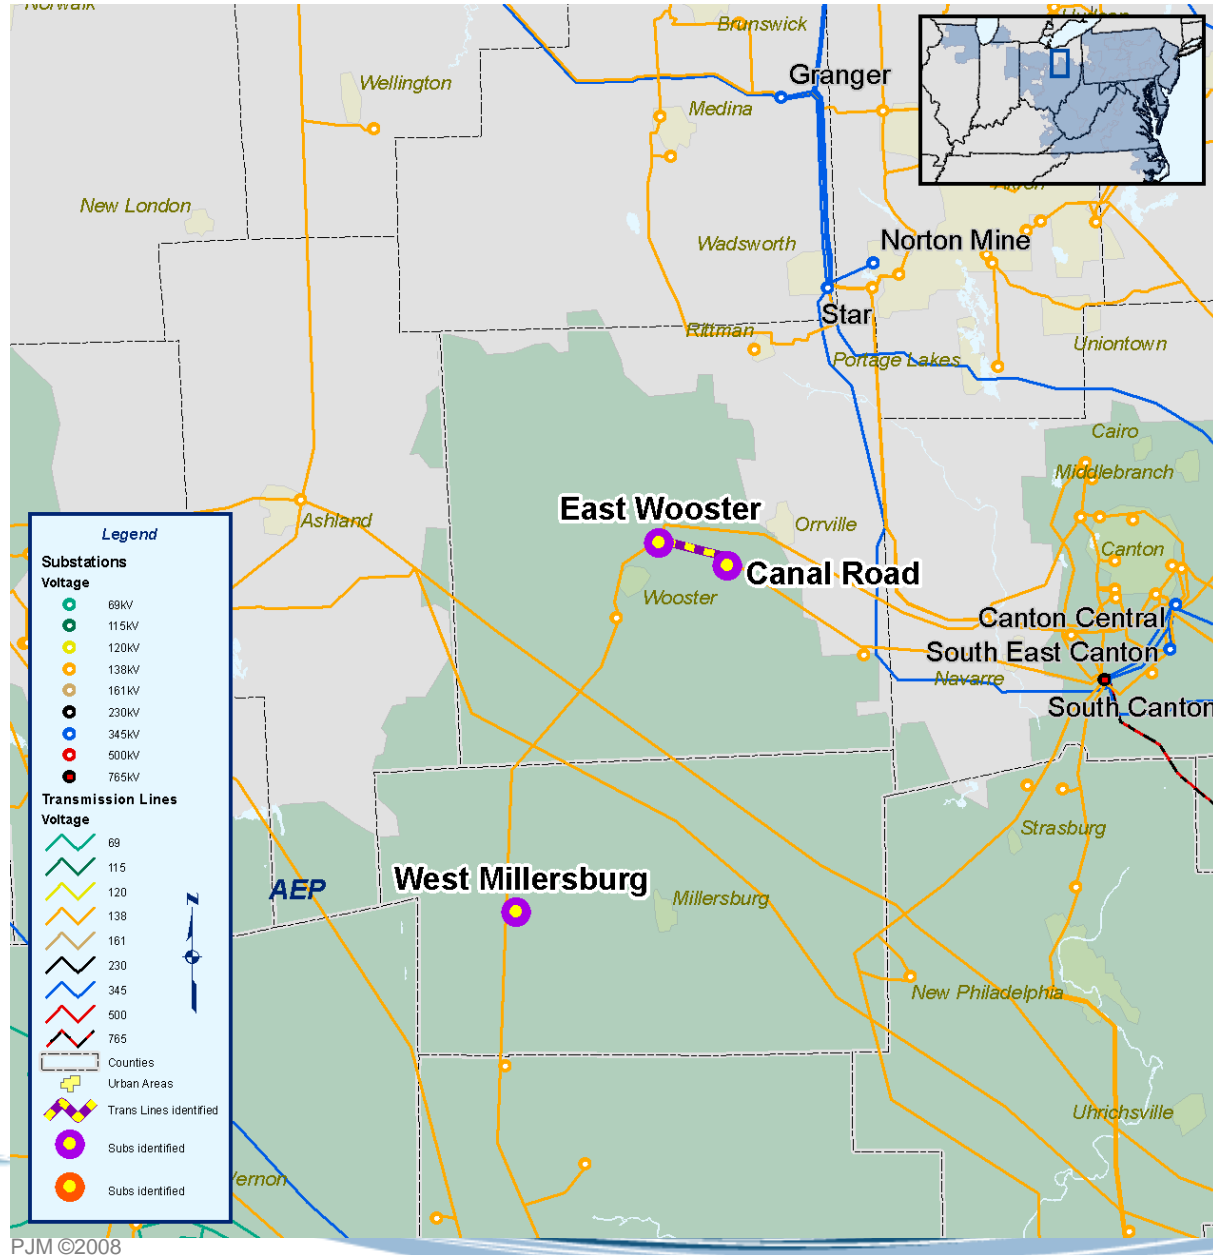 Norwalk
Brunswick
Hudson
Granger
Wellington
Medina
Akron
New London
Wadsworth
Norton Mine
Star
Rittman
Portage Lakes
Uniontown
Cairo
Middlebranch
East Wooster
Orrville
Ashland
Canton
Canal Road
Wooster
Canton Central
South East Canton
Navarre
South Canton
Strasburg
West Millersburg
Millersburg
AEP
New Philadelphia
Uhrichsville
Vernon
Legend
Substations
Voltage
69kV
115kV
120kV
138kV
161kV
230kV
345kV
500kV
765kV
Transmission Lines
Voltage
69
115
120
138
161
230
345
500
765
N
Counties
Urban Areas
Trans Lines identified
Subs identified
Subs identified
PJM ©2008